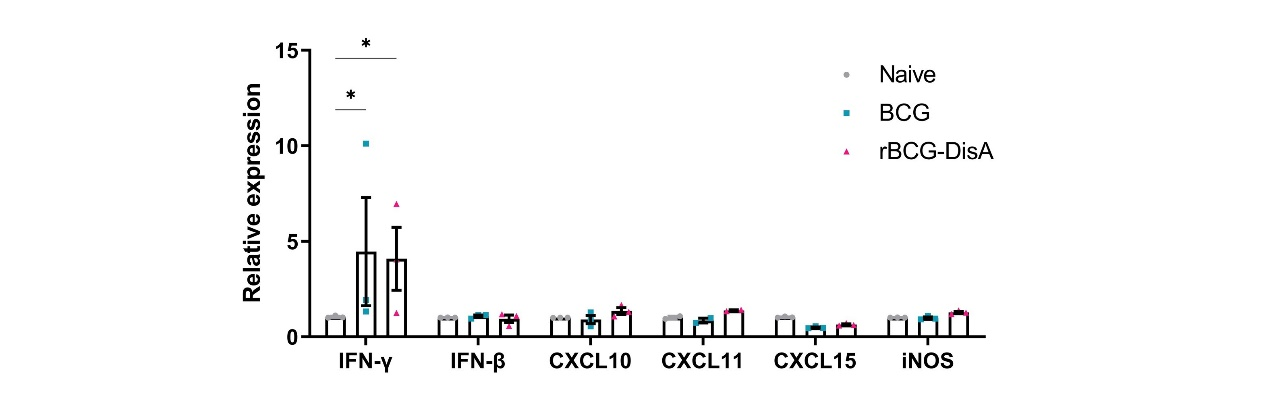 15
10
5
0
Relative expression
*
*
Naive
BCG
rBCG-DisA
IFN-γ
IFN-β
CXCL10
CXCL11
CXCL15
iNOS